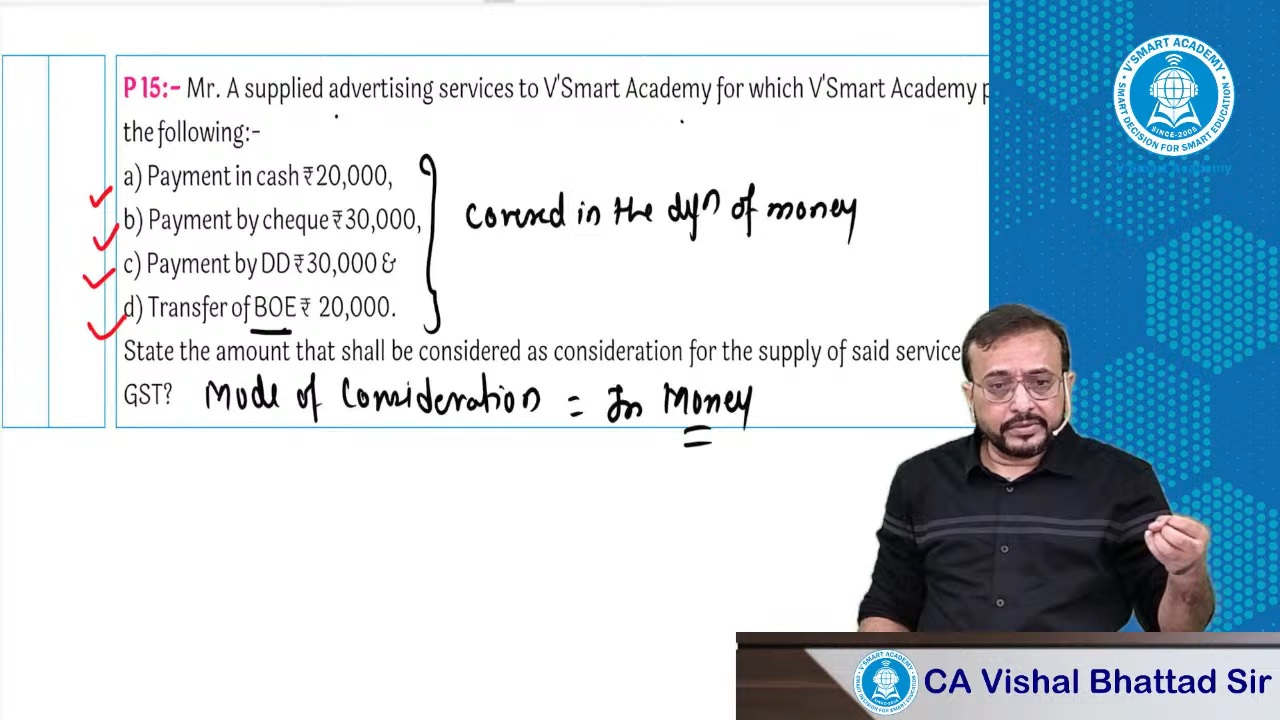 P 15:- Mr. A supplied advertising services to V'Smart Academy for which V'Smart Academy p
the following:-
a) Payment in cash ₹20,000,
b) Payment by cheque ₹30,000,
c) Payment by DD ₹30,000 &
d) Transfer of BOE ₹ 20,000.
covered in the dyn of money
State the amount that shall be considered as consideration for the supply of said service
GST? Mode of Consideration = In Money
V'SMART ACADEMY
SINCE-2005
SMART DECISION FOR SMART EDUCATION
Smart Academy
CA Vishal Bhattad Sir